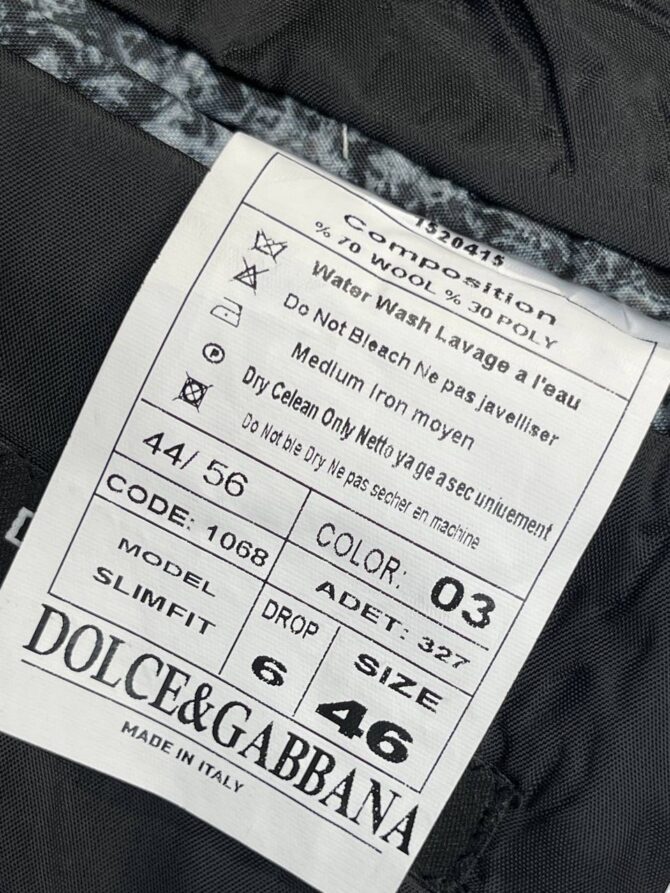 1520415
Composition
% 70 WOOL % 30 POLY
Water Wash Lavage a l'eau
Do Not Bleach Ne pas javelliser
Medium Iron moyen
P
Dry Celean Only Netto ya ge a sec uniuement
Do Not ble Dry Ne pas secher en machine
44/ 56
COLOR: 03
CODE: 1068
ADET: 327
MODEL
SLIMFIT
DROP
6
SIZE
46
DOLCE&GABBANA
MADE IN ITALY